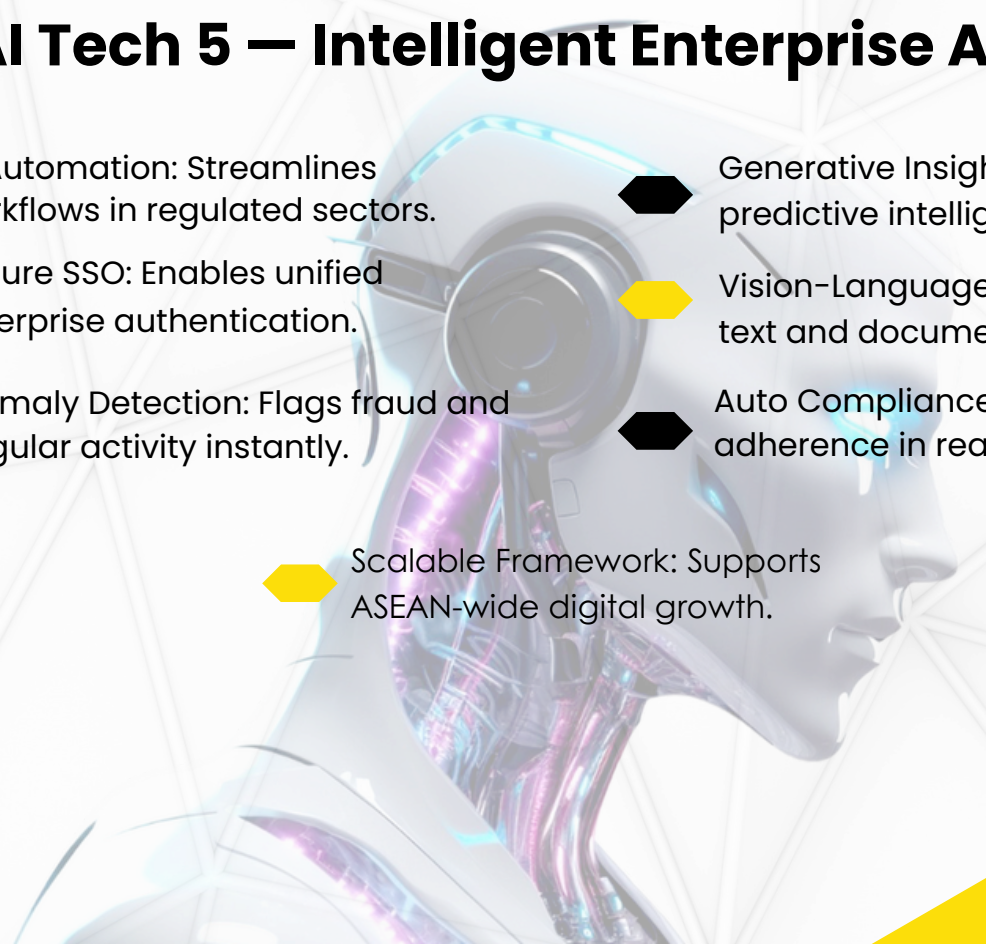 AI Tech 5 — Intelligent Enterprise A
Automation: Streamlines
kflows in regulated sectors.
ure SSO: Enables unified
erprise authentication.
maly Detection: Flags fraud and
gular activity instantly.
Generative Insigh
predictive intellig
Vision-Language
text and docume
Auto Compliance
adherence in rea
Scalable Framework: Supports
ASEAN-wide digital growth.